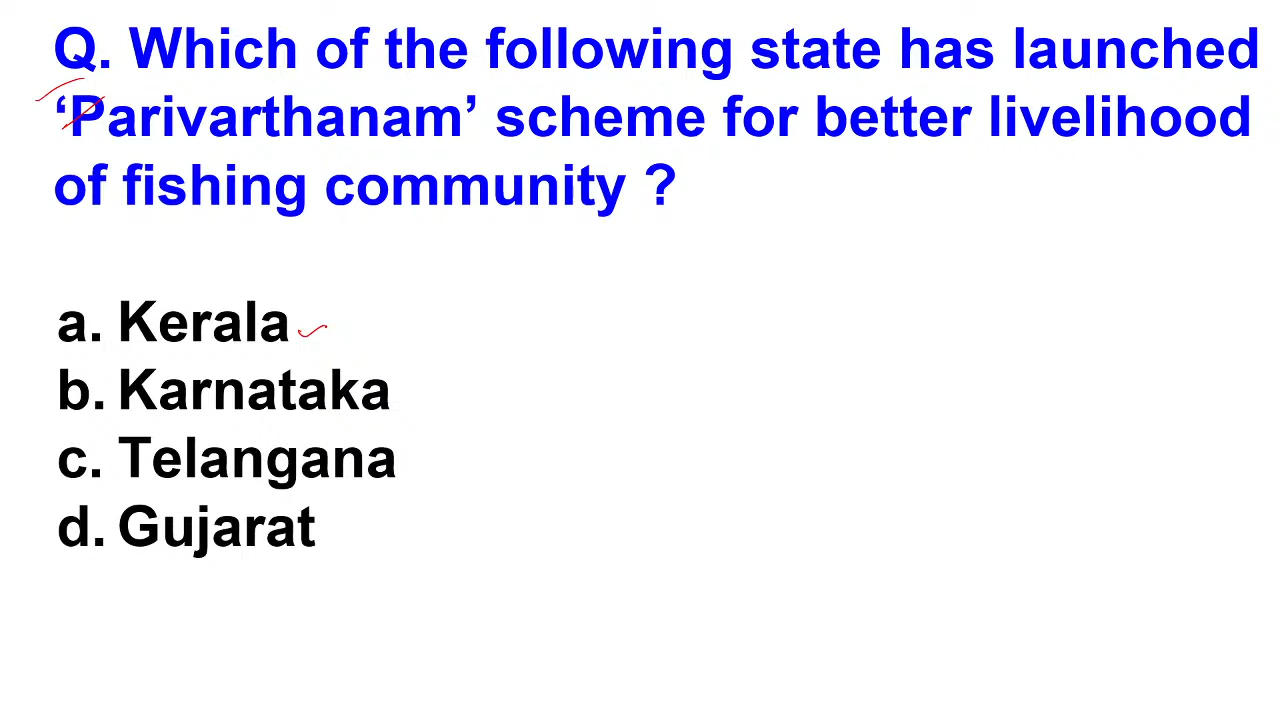 Q. Which of the following state has launched
‘Parivarthanam’ scheme for better livelihood
of fishing community ?
a. Kerala
b. Karnataka
c. Telangana
d. Gujarat